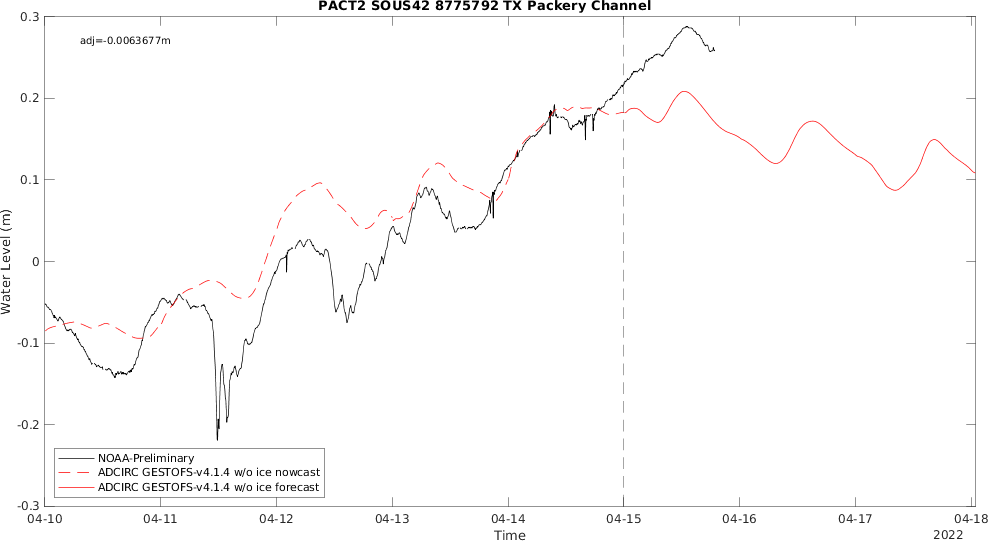 PACT2 SOUS42 8775792 TX Packery Channel
0.3
adj=-0.0063677m
0.2
0.1
0
-0.1
-0.2
-0.3
Water Level (m)
NOAA-Preliminary
ADCIRC GESTOFS-v4.1.4 w/o ice nowcast
ADCIRC GESTOFS-v4.1.4 w/o ice forecast
04-10 04-11 04-12 04-13 04-14 04-15 04-16 04-17 04-18
Time
2022